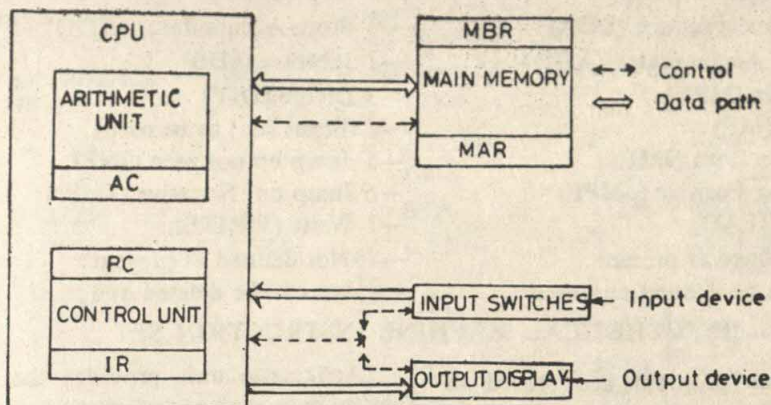 CPU
ARITHMETIC
UNIT
AC
PC
CONTROL UNIT
IR
MBR
MAIN MEMORY
MAR
Control
Data path
INPUT SWITCHES
Input device
OUTPUT DISPLAY
Output device